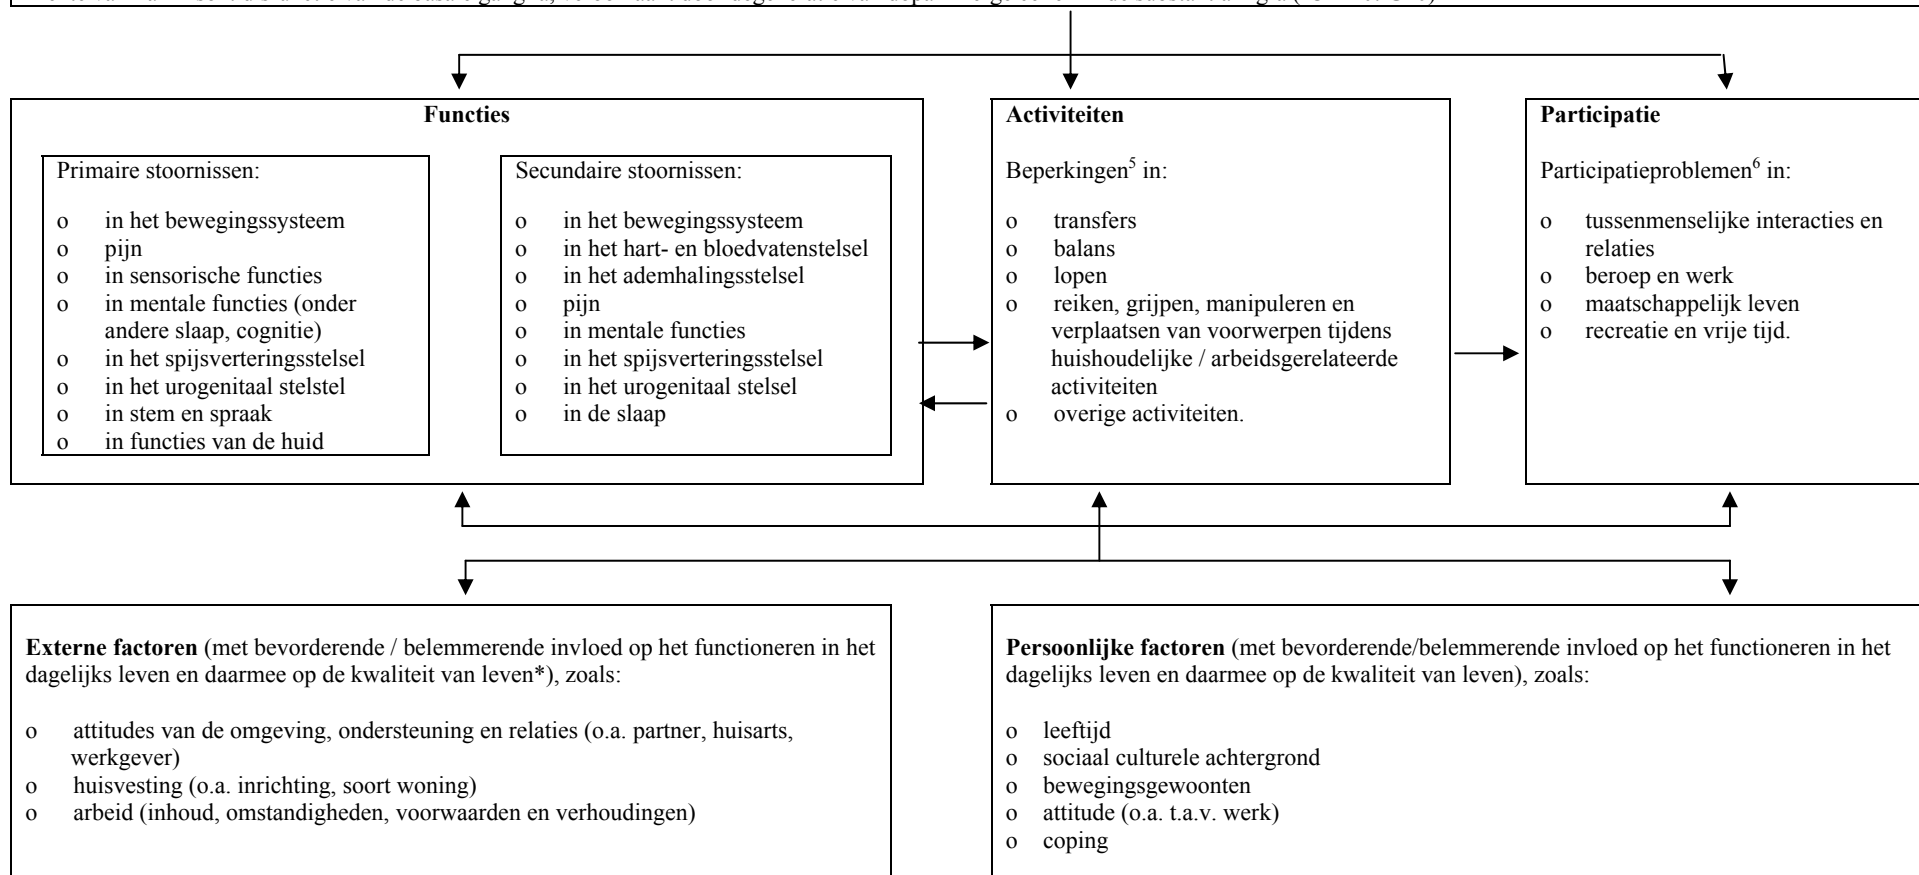 Functies
Primaire stoornissen:
o in het bewegingssysteem
o pijn
o in sensorische functies
o in mentale functies (onder
andere slaap, cognitie)
o in het spijsverteringsstelsel
o in het urogenitaal stelstel
o in stem en spraak
o in functies van de huid
Secundaire stoornissen:
o in het bewegingssysteem
o in het hart- en bloedvatenstelsel
o in het ademhalingsstelsel
o pijn
o in mentale functies
o in het spijsverteringsstelsel
o in het urogenitaal stelsel
o in de slaap
Activiteiten
Beperkingen⁵ in:
o transfers
o balans
o lopen
o reiken, grijpen, manipuleren en
verplaatsen van voorwerpen tijdens
huishoudelijke / arbeidsgerelateerde
activiteiten
o overige activiteiten.
Participatie
Participatieproblemen⁶ in:
o tussenmenselijke interacties en
relaties
o beroep en werk
o maatschappelijk leven
o recreatie en vrije tijd.
Externe factoren (met bevorderende / belemmerende invloed op het functioneren in het
dagelijks leven en daarmee op de kwaliteit van leven*), zoals:
o attitudes van de omgeving, ondersteuning en relaties (o.a. partner, huisarts,
werkgever)
o huisvesting (o.a. inrichting, soort woning)
o arbeid (inhoud, omstandigheden, voorwaarden en verhoudingen)
Persoonlijke factoren (met bevorderende/belemmerende invloed op het functioneren in het
dagelijks leven en daarmee op de kwaliteit van leven), zoals:
o leeftijd
o sociaal culturele achtergrond
o bewegingsgewoonten
o attitude (o.a. t.a.v. werk)
o coping